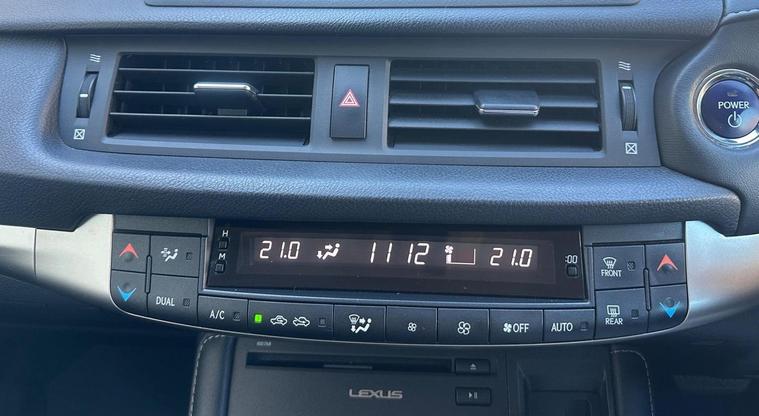 POWER
H
M
21.0 11 12 21.0
:00
FRONT
DUAL
A/C
OFF
AUTO
REAR
LEXUS